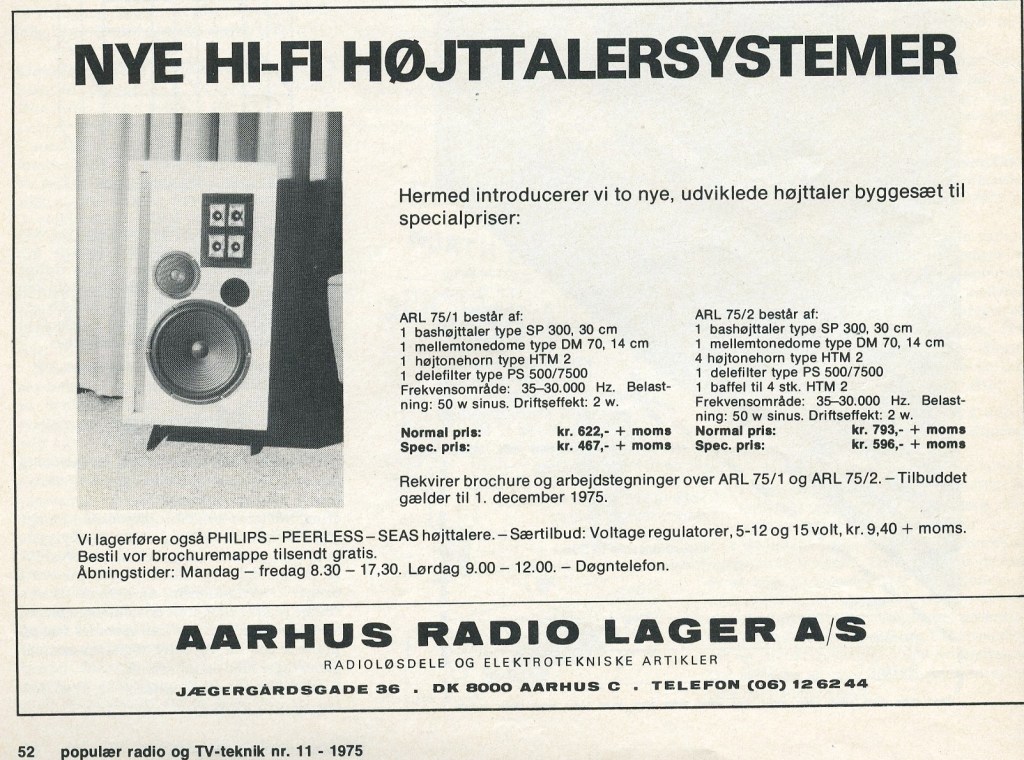 NYE HI-FI HØJTTALERSYSTEMER
Hermed introducerer vi to nye, udviklede højttaler byggesæt til
specialpriser:
ARL 75/1 består af:
1 bashøjttaler type SP 300, 30 cm
1 mellemtonedome type DM 70, 14 cm
1 højtonehorn type HTM 2
1 delefilter type PS 500/7500
Frekvensområde: 35–30.000 Hz. Belast-
ning: 50 w sinus. Driftseffekt: 2 w.
Normal pris: kr. 622,- + moms
Spec. pris: kr. 467,- + moms
ARL 75/2 består af:
1 bashøjttaler type SP 300, 30 cm
1 mellemtonedome type DM 70, 14 cm
4 højtonehorn type HTM 2
1 delefilter type PS 500/7500
1 baffel til 4 stk. HTM 2
Frekvensområde: 35–30.000 Hz. Belast-
ning: 50 w sinus. Driftseffekt: 2 w.
Normal pris: kr. 793,- + moms
Spec. pris: kr. 596,- + moms
Rekvirer brochure og arbejdstegninger over ARL 75/1 og ARL 75/2. – Tilbuddet
gælder til 1. december 1975.
Vi lagerfører også PHILIPS – PEERLESS – SEAS højttalere. – Særtilbud: Voltage regulatorer, 5-12 og 15 volt, kr. 9,40 + moms.
Bestil vor brochuremappe tilsendt gratis.
Åbningstider: Mandag – fredag 8.30 – 17,30. Lørdag 9.00 – 12.00. – Døgntelefon.
AARHUS RADIO LAGER A/S
RADIOLØSDELE OG ELEKTROTEKNISKE ARTIKLER
JÆGERGÅRDSGADE 36 . DK 8000 AARHUS C . TELEFON (06) 12 62 44
52 populær radio og TV-teknik nr. 11 - 1975